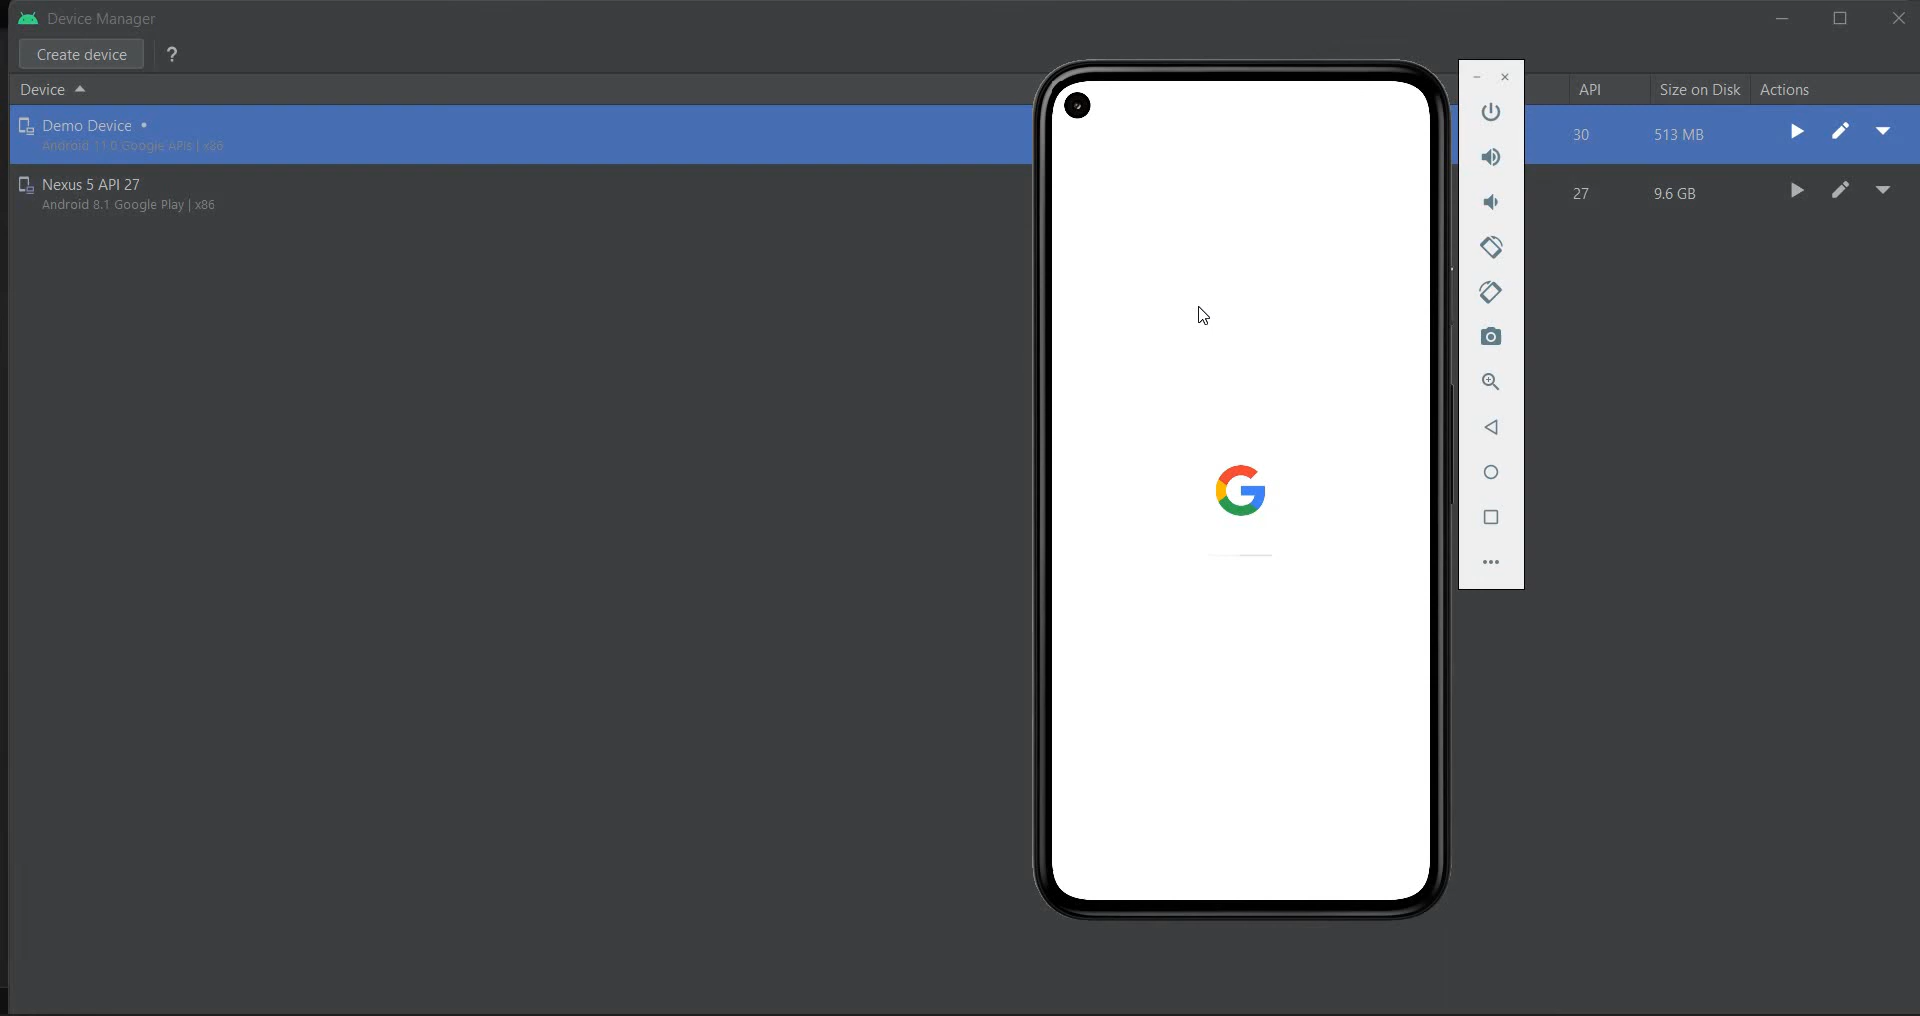 Device Manager
Create device ?
Device API Size on Disk Actions
Demo Device •
Android 11.0 Google APIs | x86
30 513 MB
Nexus 5 API 27
Android 8.1 Google Play | x86
27 9.6 GB
G